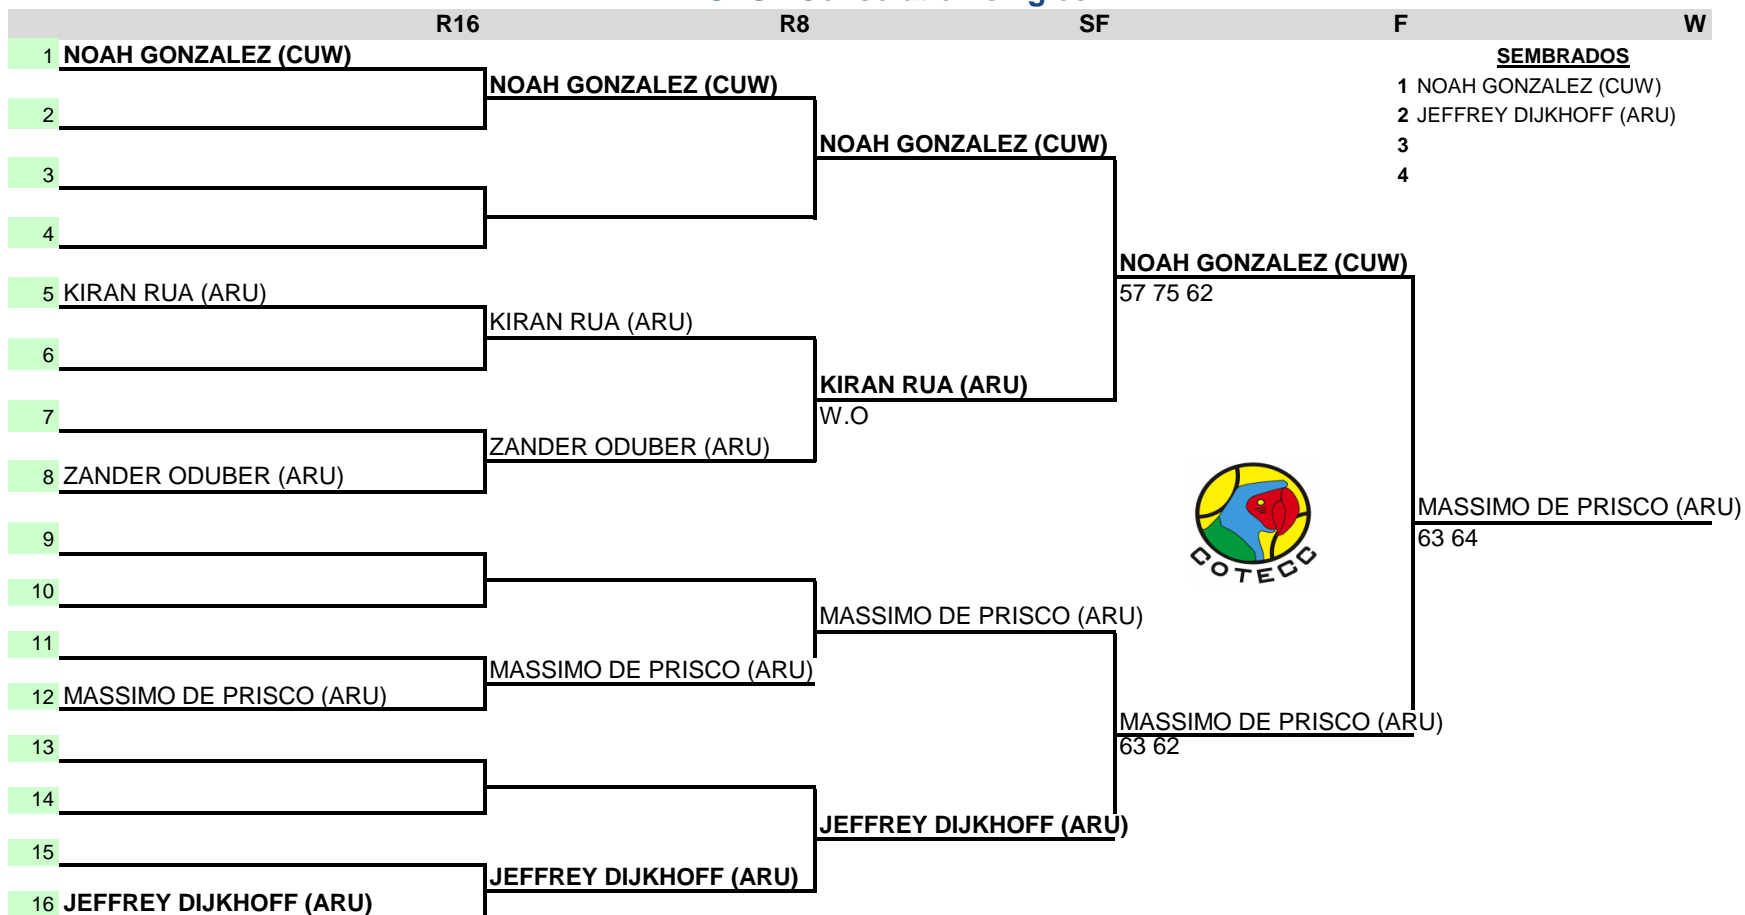 R16 R8 SF F W
1 NOAH GONZALEZ (CUW)
SEMBRADOS
NOAH GONZALEZ (CUW)
1 NOAH GONZALEZ (CUW)
2
2 JEFFREY DIJKHOFF (ARU)
NOAH GONZALEZ (CUW)
3
3
4
4
NOAH GONZALEZ (CUW)
5 KIRAN RUA (ARU)
57 75 62
KIRAN RUA (ARU)
6
KIRAN RUA (ARU)
7
W.O
ZANDER ODUBER (ARU)
8 ZANDER ODUBER (ARU)
MASSIMO DE PRISCO (ARU)
9
63 64
COTECC
10
MASSIMO DE PRISCO (ARU)
11
MASSIMO DE PRISCO (ARU)
12 MASSIMO DE PRISCO (ARU)
MASSIMO DE PRISCO (ARU)
13
63 62
14
JEFFREY DIJKHOFF (ARU)
15
JEFFREY DIJKHOFF (ARU)
16 JEFFREY DIJKHOFF (ARU)